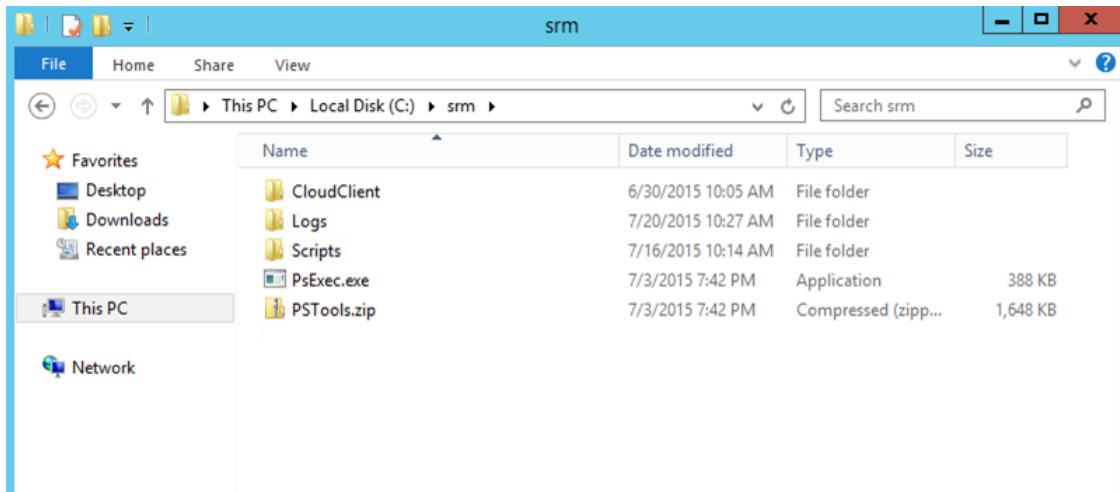 srm
File Home Share View
This PC Local Disk (C:) srm Search srm
Favorites
Desktop
Downloads
Recent places
This PC
Network
Name Date modified Type Size
CloudClient 6/30/2015 10:05 AM File folder
Logs 7/20/2015 10:27 AM File folder
Scripts 7/16/2015 10:14 AM File folder
PsExec.exe 7/3/2015 7:42 PM Application 388 KB
PSTools.zip 7/3/2015 7:42 PM Compressed (zipp... 1,648 KB